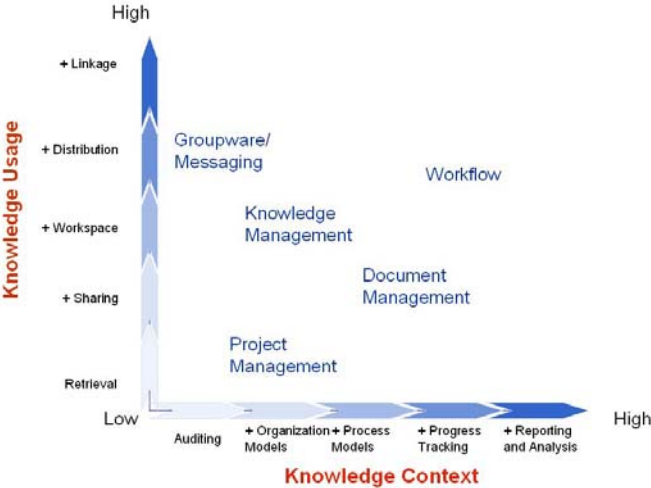 High
+ Linkage
Knowledge Usage
+ Distribution
Groupware/
Messaging
Workflow
+ Workspace
Knowledge
Management
Document
Management
+ Sharing
Project
Management
Retrieval
Low
High
Auditing
+ Organization
Models
+ Process
Models
+ Progress
Tracking
+ Reporting
and Analysis
Knowledge Context